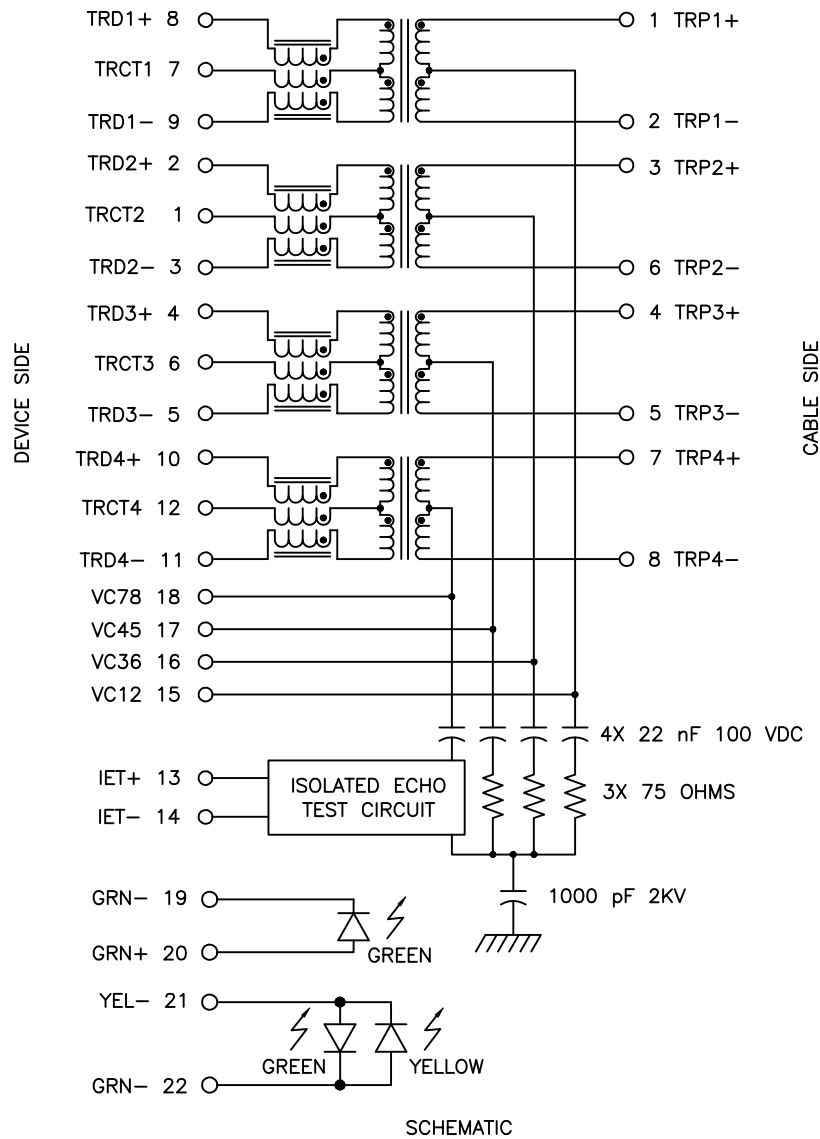 TRD1+ 8
1 TRP1+
TRCT1 7
TRD1- 9
2 TRP1-
TRD2+ 2
3 TRP2+
TRCT2 1
TRD2- 3
6 TRP2-
TRD3+ 4
4 TRP3+
TRCT3 6
TRD3- 5
5 TRP3-
DEVICE SIDE
CABLE SIDE
TRD4+ 10
7 TRP4+
TRCT4 12
TRD4- 11
8 TRP4-
VC78 18
VC45 17
VC36 16
VC12 15
4X 22 nF 100 VDC
IET+ 13
IET- 14
ISOLATED ECHO
TEST CIRCUIT
3X 75 OHMS
1000 pF 2KV
GRN- 19
GRN+ 20
GREEN
YEL- 21
GREEN
YELLOW
GRN- 22
SCHEMATIC